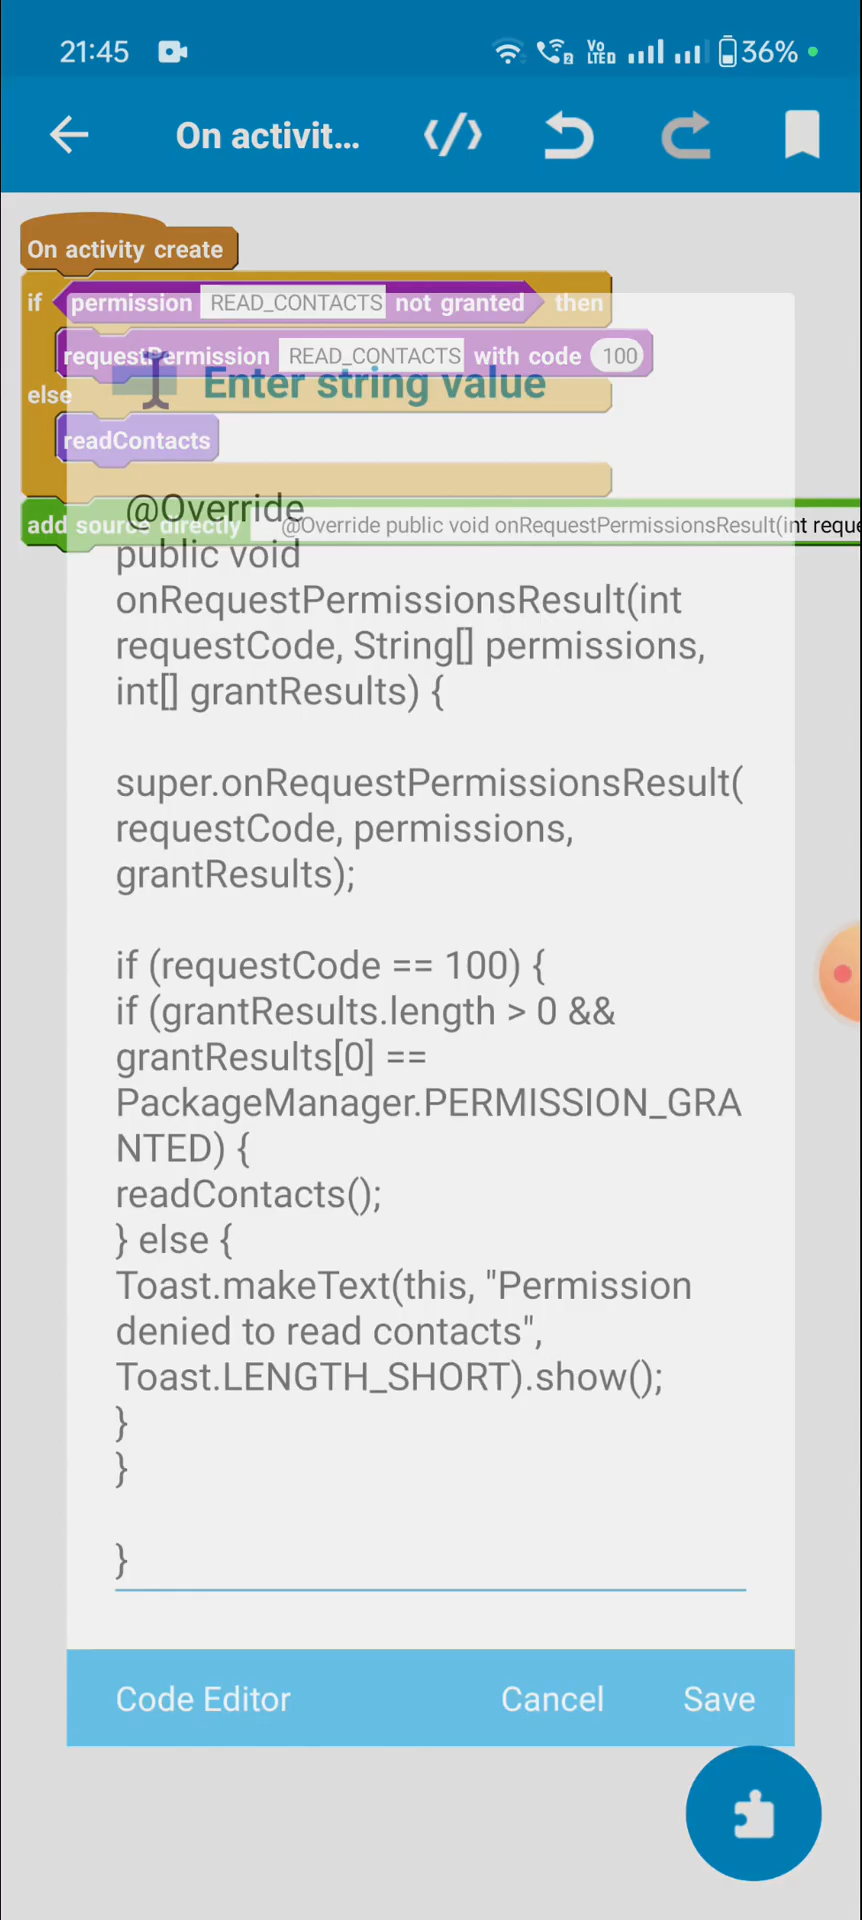 21:45 2 Vo LTED 36%
On activit...
On activity create
if permission READ_CONTACTS not granted then
requestPermission READ_CONTACTS with code 100
Enter string value
else
readContacts
add source directly @Override public void onRequestPermissionsResult(int reque
@Override
public void
onRequestPermissionsResult(int
requestCode, String[] permissions,
int[] grantResults) {
super.onRequestPermissionsResult(
requestCode, permissions,
grantResults);
if (requestCode == 100) {
if (grantResults.length > 0 &&
grantResults[0] ==
PackageManager.PERMISSION_GRA
NTED) {
readContacts();
} else {
Toast.makeText(this, "Permission
denied to read contacts",
Toast.LENGTH_SHORT).show();
}
}
}
Code Editor Cancel Save